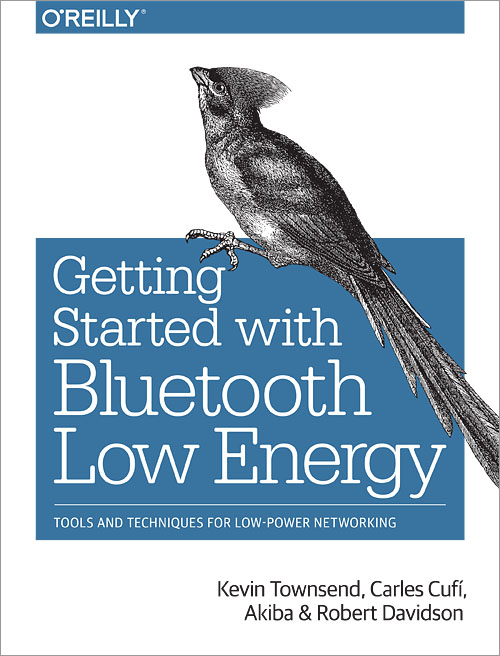 O'REILLY®
Getting
Started with
Bluetooth
Low Energy
TOOLS AND TECHNIQUES FOR LOW-POWER NETWORKING
Kevin Townsend, Carles Cufí,
Akiba & Robert Davidson